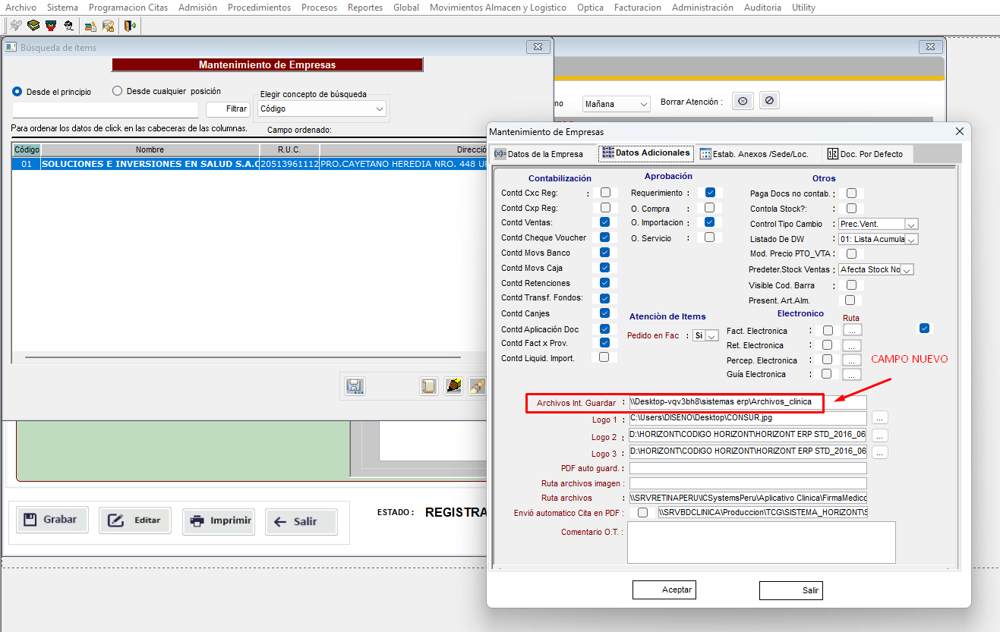 Archivo Sistema Programacion Citas Admisión Procedimientos Procesos Reportes Global Movimientos Almacen y Logistico Optica Facturacion Administración Auditoria Utility
Búsqueda de ítems
Mantenimiento de Empresas
Desde el principio
Desde cualquier posición
Elegir concepto de búsqueda
Filtrar
Código
Para ordenar los datos de click en las cabeceras de las columnas.
Campo ordenado:
Código Nombre R.U.C. Direcció
01 SOLUCIONES E INVERSIONES EN SALUD S.A.C 20513961112 PRO.CAYETANO HEREDIA NRO. 448 U
no
Mañana
Borrar Atención :
Mantenimiento de Empresas
Datos de la Empresa
Datos Adicionales
Estab. Anexos /Sede/Loc.
Doc. Por Defecto
Contabilización
Contd Cxc Reg: :
Contd Cxp Reg:
Contd Ventas:
Contd Cheque Voucher
Contd Movs Banco
Contd Movs Caja
Contd Retenciones
Contd Transf. Fondos:
Contd Canjes
Contd Aplicación Doc
Contd Fact x Prov.
Contd Liquid. Import.
Aprobación
Requerimiento :
O. Compra :
O. Importacion :
O. Servicio :
Atenciòn de Items
Pedido en Fac : Si
Otros
Paga Docs no contab. :
Contola Stock?: :
Control Tipo Cambio : Prec.Vent.
Listado De DW : 01: Lista Acumula
Mod. Precio PTO_VTA :
Predeter.Stock Ventas : Afecta Stock No
Visible Cod. Barra :
Present. Art.Alm.
Electronico
Ruta
Fact. Electronica : ...
Ret. Electronica : ...
Percep. Electronica : ...
Guía Electronica : ...
CAMPO NUEVO
Archivos Int. Guardar : \\Desktop-vqv3bh8\sistemas erp\Archivos_clinica
Logo 1 : C:\Users\DISENO\Desktop\CONSUR.jpg ...
Logo 2 : D:\HORIZONT\CODIGO HORIZONT\HORIZONT ERP STD_2016_06 ...
Logo 3 : D:\HORIZONT\CODIGO HORIZONT\HORIZONT ERP STD_2016_06 ...
PDF auto guard. :
Ruta archivos imagen :
Ruta archivos : \\SRVRETINAPERU\ICSystemsPeru\Aplicativo Clinica\FirmaMedico
Envió automatico Cita en PDF : \\SRVBDCLINICA\Produccion\TCG\SISTEMA_HORIZONT\S
Comentario O.T. :
Aceptar
Salir
Grabar
Editar
Imprimir
Salir
ESTADO : REGISTRA